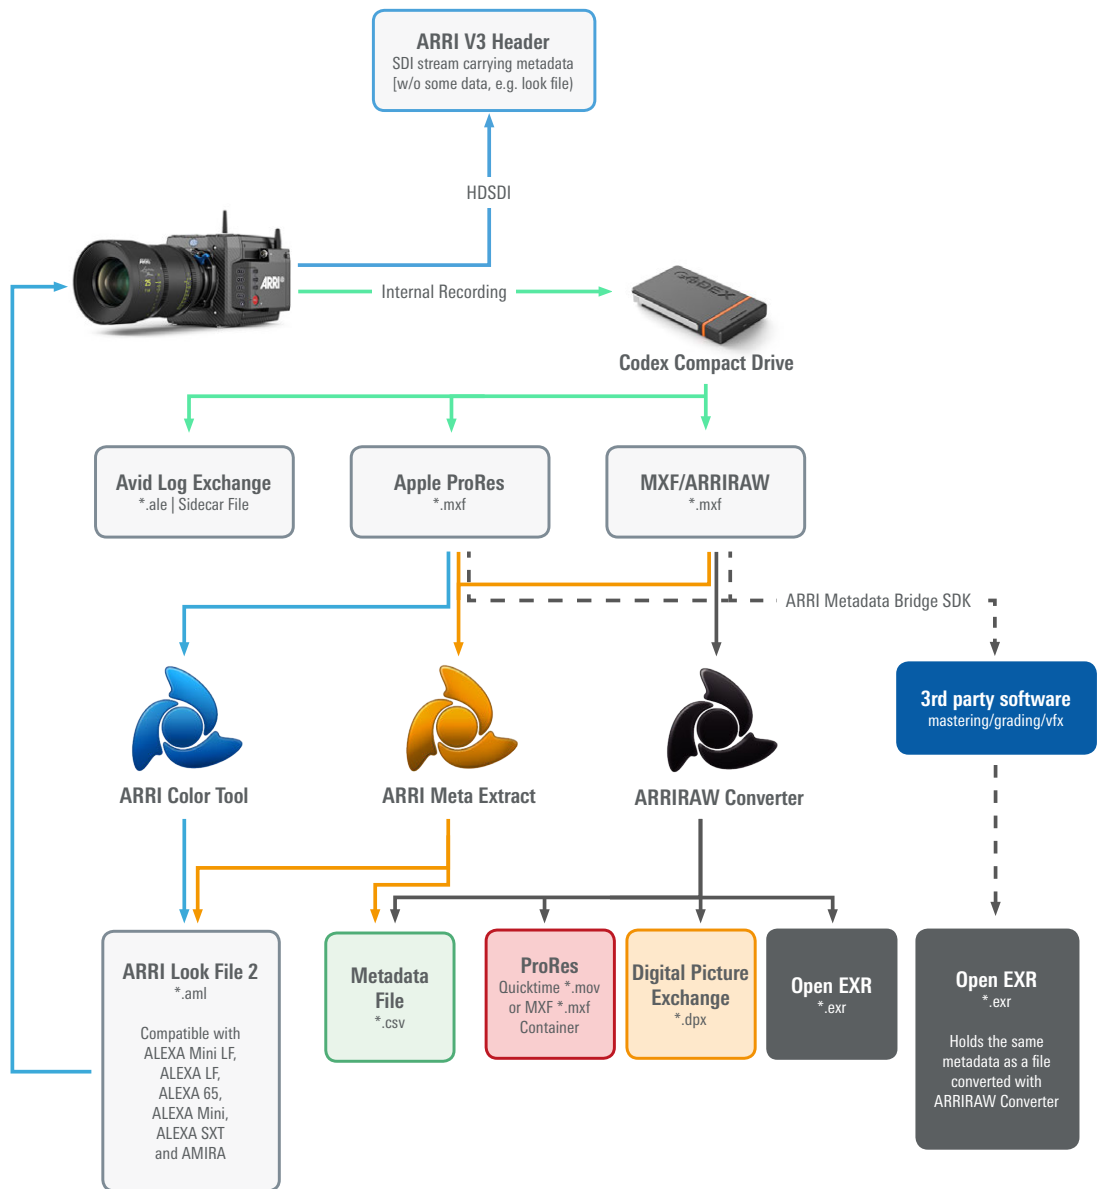 ARRI V3 Header
SDI stream carrying metadata
[w/o some data, e.g. look file)
HDSDI
ARRI
ARRI
Internal Recording
CODEX
Codex Compact Drive
Avid Log Exchange
*.ale | Sidecar File
Apple ProRes
*.mxf
MXF/ARRIRAW
*.mxf
ARRI Metadata Bridge SDK
3rd party software
mastering/grading/vfx
ARRI Color Tool
ARRI Meta Extract
ARRIRAW Converter
ARRI Look File 2
*.aml
Compatible with
ALEXA Mini LF,
ALEXA LF,
ALEXA 65,
ALEXA Mini,
ALEXA SXT
and AMIRA
Metadata
File
*.csv
ProRes
Quicktime *.mov
or MXF *.mxf
Container
Digital Picture
Exchange
*.dpx
Open EXR
*.exr
Open EXR
*.exr
Holds the same
metadata as a file
converted with
ARRIRAW Converter